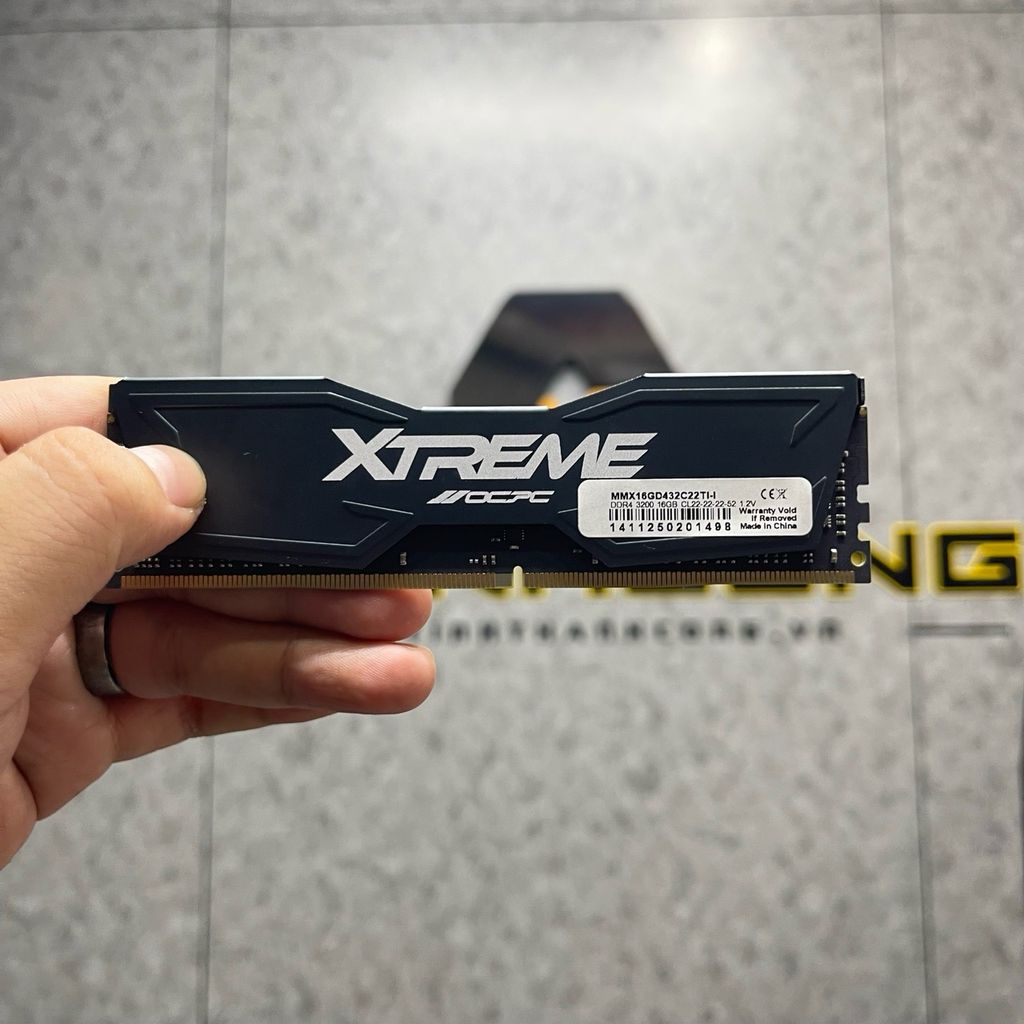 XTREME
//OCPC
MMX16GD432C22TI-I
CE
DDR4 3200 16GB CL22-22-22-52 1.2V
Warranty Void
If Removed
1411250201498
Made in China